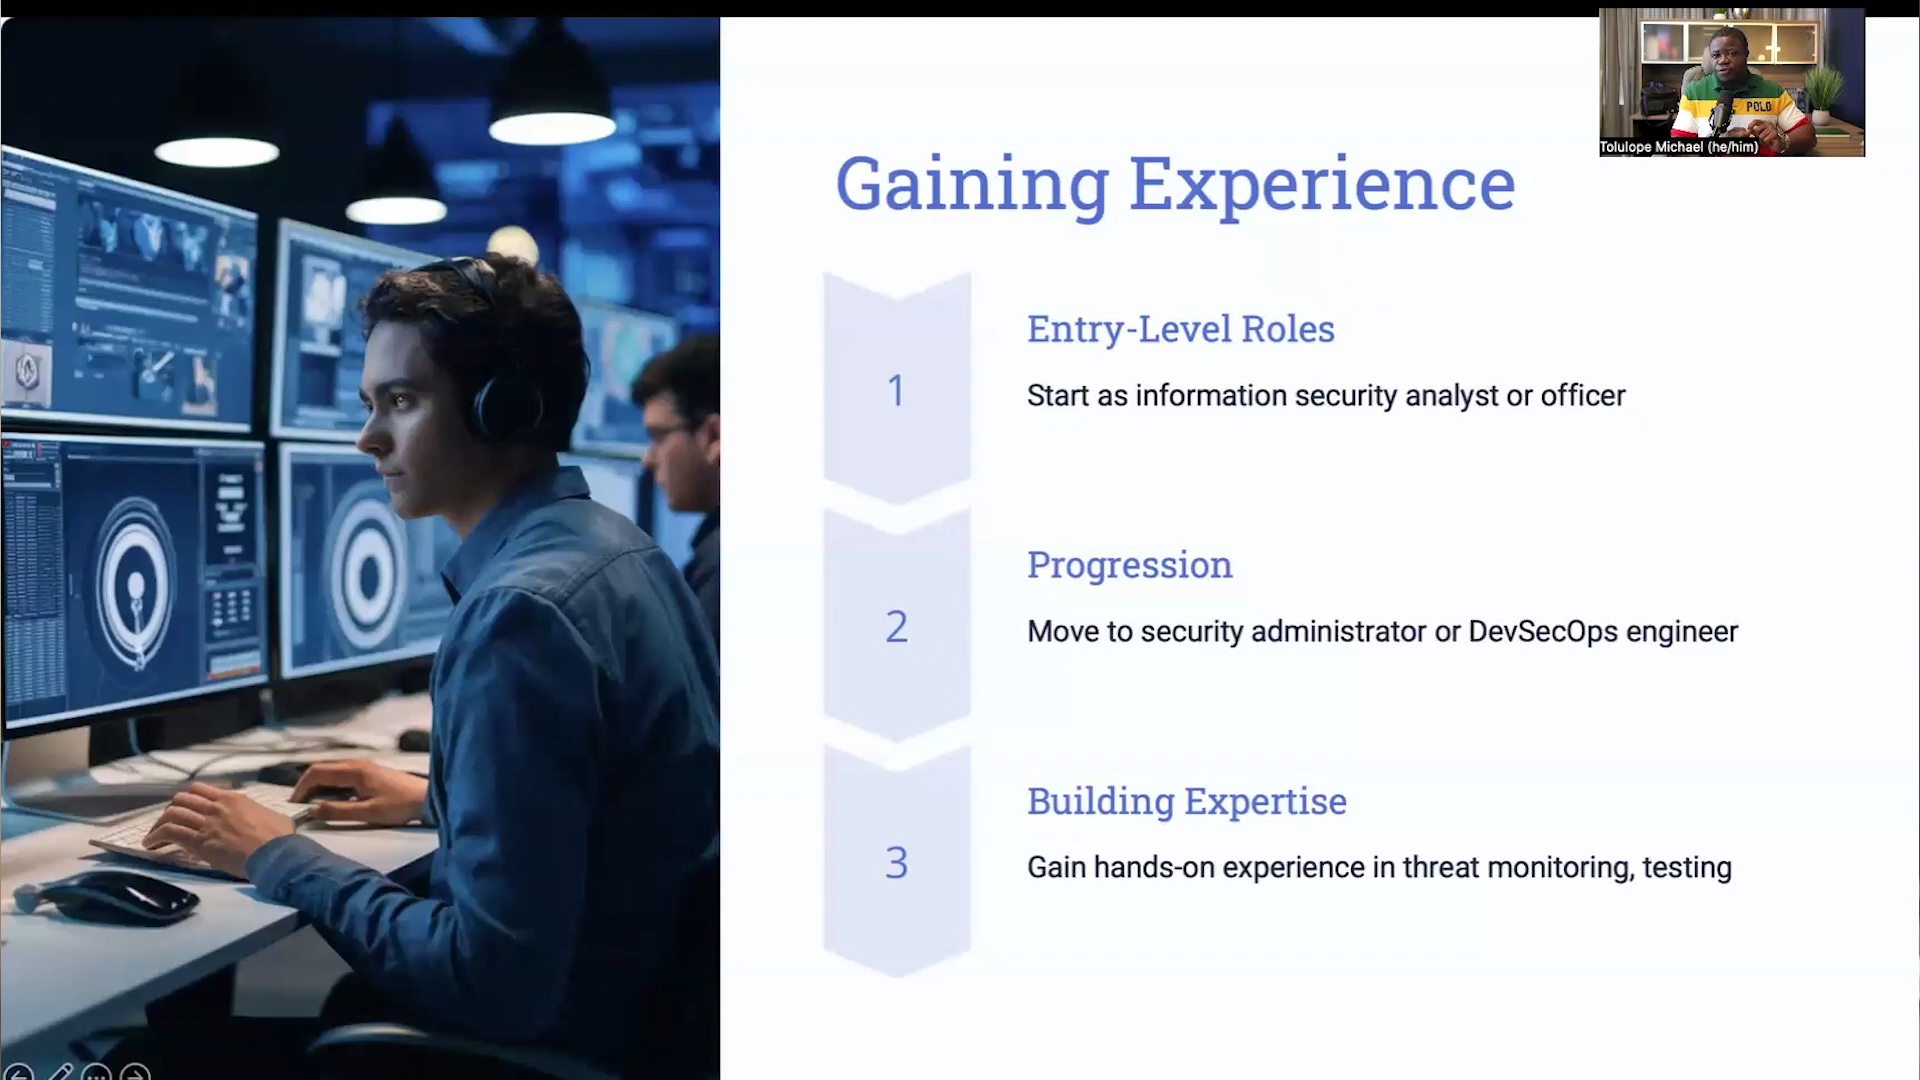 Gaining Experience
POLO
Tolulope Michael (he/him)
1
Entry-Level Roles
Start as information security analyst or officer
2
Progression
Move to security administrator or DevSecOps engineer
3
Building Expertise
Gain hands-on experience in threat monitoring, testing